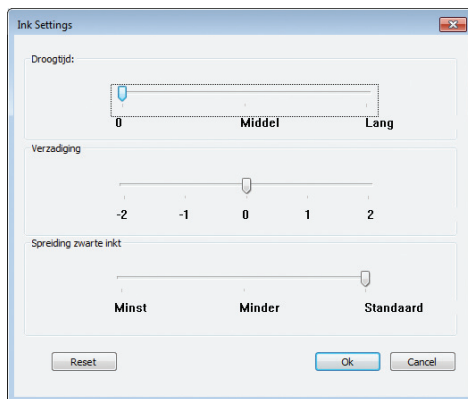 Ink Settings
Droogtijd:
0 Middel Lang
Verzadiging
-2 -1 0 1 2
Spreiding zwarte inkt
Minst Minder Standaard
Reset Ok Cancel